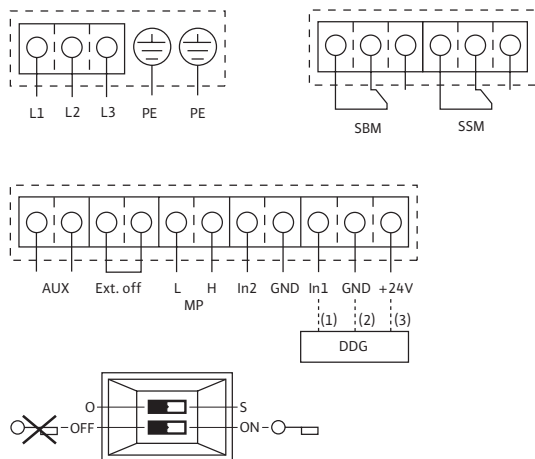 L1 L2 L3 PE PE
SBM SSM
AUX Ext. off L H In2 GND In1 GND +24V
MP
(1) (2) (3)
DDG
O S
OFF ON